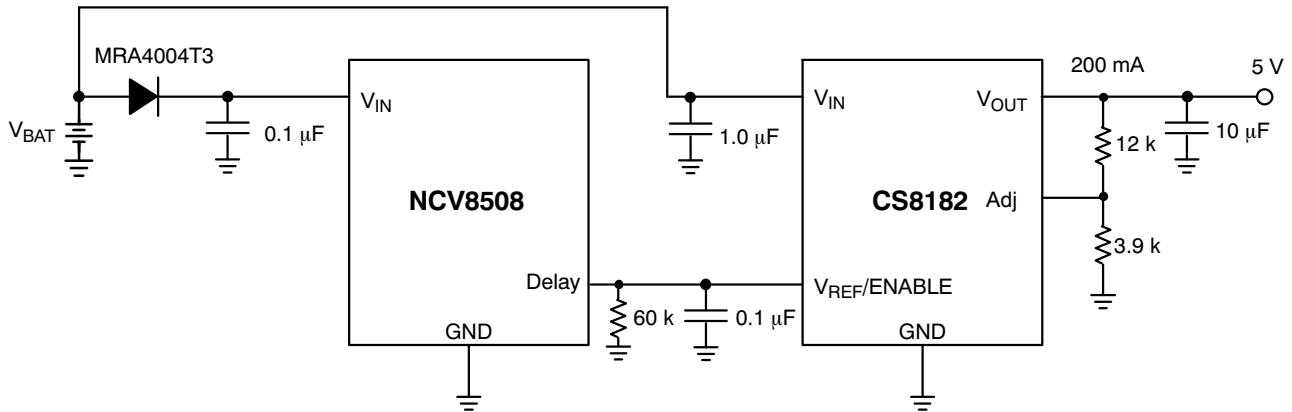 MRA4004T3
200 mA
5 V
V_IN
V_IN
V_OUT
V_BAT
0.1 μF
1.0 μF
12 k
10 μF
NCV8508
CS8182
Adj
3.9 k
Delay
V_REF/ENABLE
60 k
0.1 μF
GND
GND